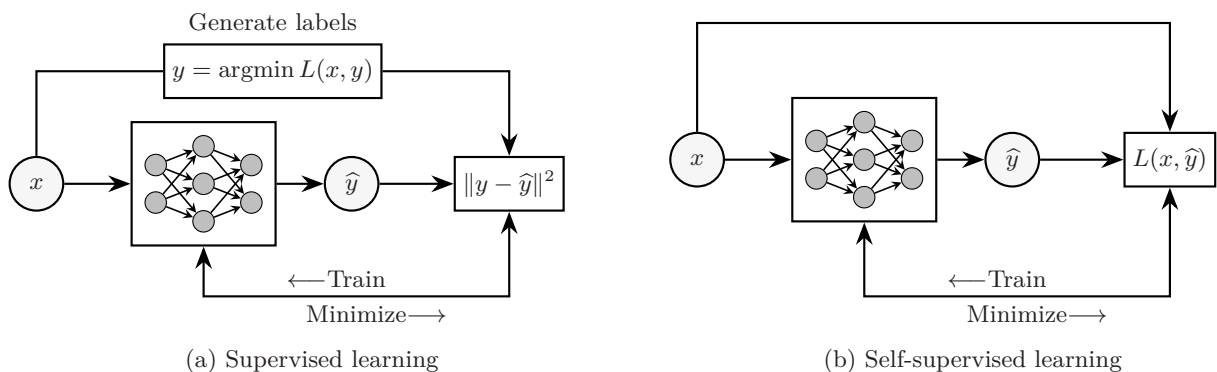 Generate labels
y = argmin L(x, y)
x
ŷ
‖y − ŷ‖²
⟵Train
Minimize⟶
(a) Supervised learning
x
ŷ
L(x, ŷ)
⟵Train
Minimize⟶
(b) Self-supervised learning